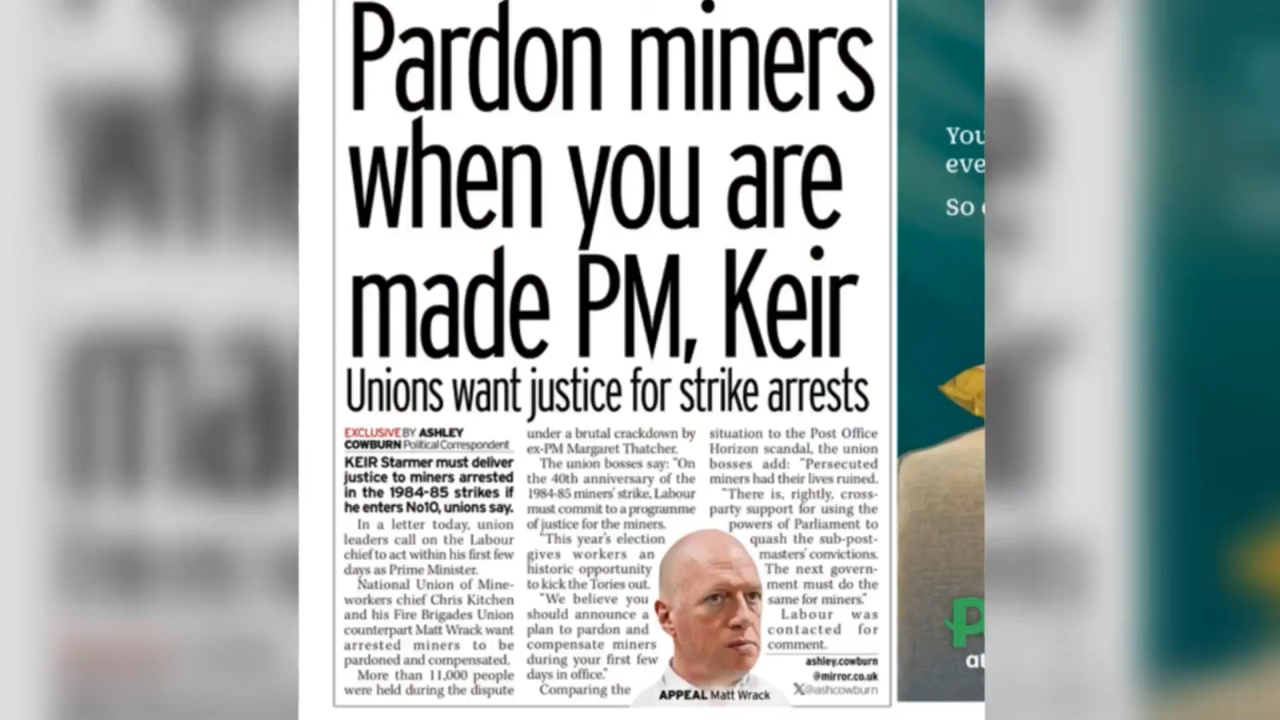 Pardon miners
when you are
made PM, Keir
Unions want justice for strike arrests
EXCLUSIVE BY ASHLEY
COWBURN Political Correspondent
KEIR Starmer must deliver
justice to miners arrested
in the 1984-85 strikes if
he enters No10, unions say.
In a letter today, union
leaders call on the Labour
chief to act within his first few
days as Prime Minister.
National Union of Mine-
workers chief Chris Kitchen
and his Fire Brigades Union
counterpart Matt Wrack want
arrested miners to be
pardoned and compensated.
More than 11,000 people
were held during the dispute
under a brutal crackdown by
ex-PM Margaret Thatcher.
The union bosses say: "On
the 40th anniversary of the
1984-85 miners' strike, Labour
must commit to a programme
of justice for the miners.
"This year's election
gives workers an
historic opportunity
to kick the Tories out.
"We believe you
should announce a
plan to pardon and
compensate miners
during your first few
days in office."
Comparing the
situation to the Post Office
Horizon scandal, the union
bosses add: "Persecuted
miners had their lives ruined.
"There is, rightly, cross-
party support for using the
powers of Parliament to
quash the sub-post-
masters' convictions.
The next govern-
ment must do the
same for miners."
Labour was
contacted for
comment.
ashley.cowburn
@mirror.co.uk
X@ashcowburn
APPEAL Matt Wrack
You
eve
So